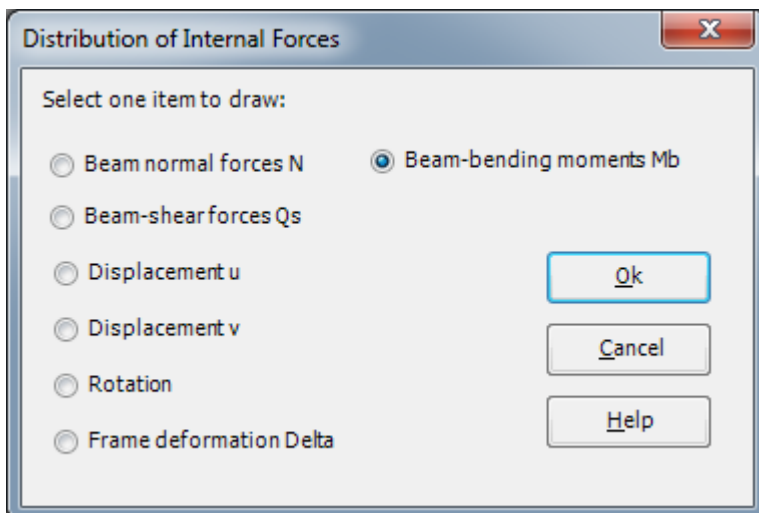 Distribution of Internal Forces
Select one item to draw:
Beam normal forces N
Beam-bending moments Mb
Beam-shear forces Qs
Displacement u
Displacement v
Rotation
Frame deformation Delta
Ok
Cancel
Help